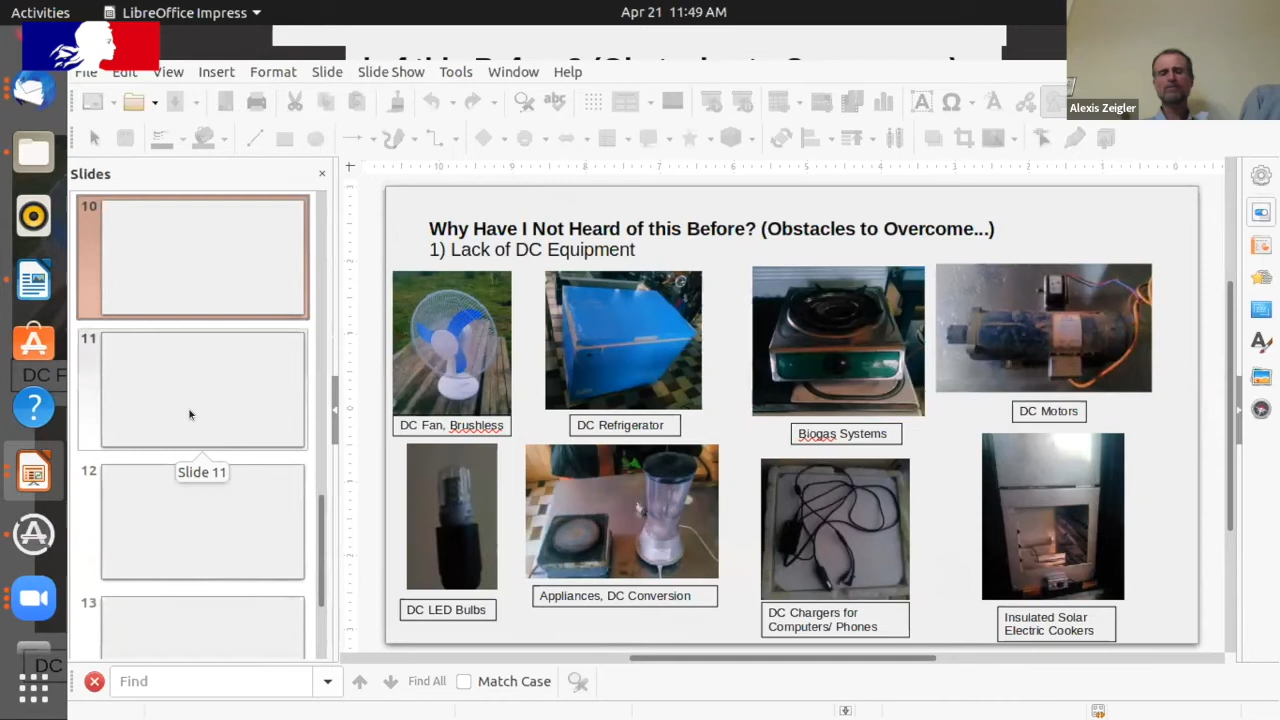 Activities
LibreOffice Impress
Apr 21 11:49 AM
Alexis Zeigler
File Edit View Insert Format Slide Slide Show Tools Window Help
Slides
10
11
Slide 11
12
13
Why Have I Not Heard of this Before? (Obstacles to Overcome...)
1) Lack of DC Equipment
DC Fan, Brushless
DC Refrigerator
Biogas Systems
DC Motors
DC LED Bulbs
Appliances, DC Conversion
DC Chargers for
Computers/ Phones
Insulated Solar
Electric Cookers
DC F
DC
Find
Find All
Match Case